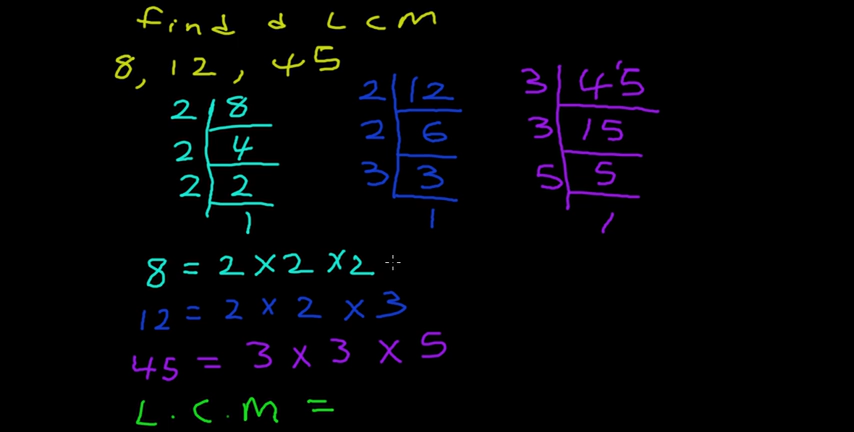 find a LCM
8, 12, 45
2 8
2 4
2 2
1
2 12
2 6
3 3
1
3 45
3 15
5 5
1
8 = 2 × 2 × 2
12 = 2 × 2 × 3
45 = 3 × 3 × 5
L.C.M =